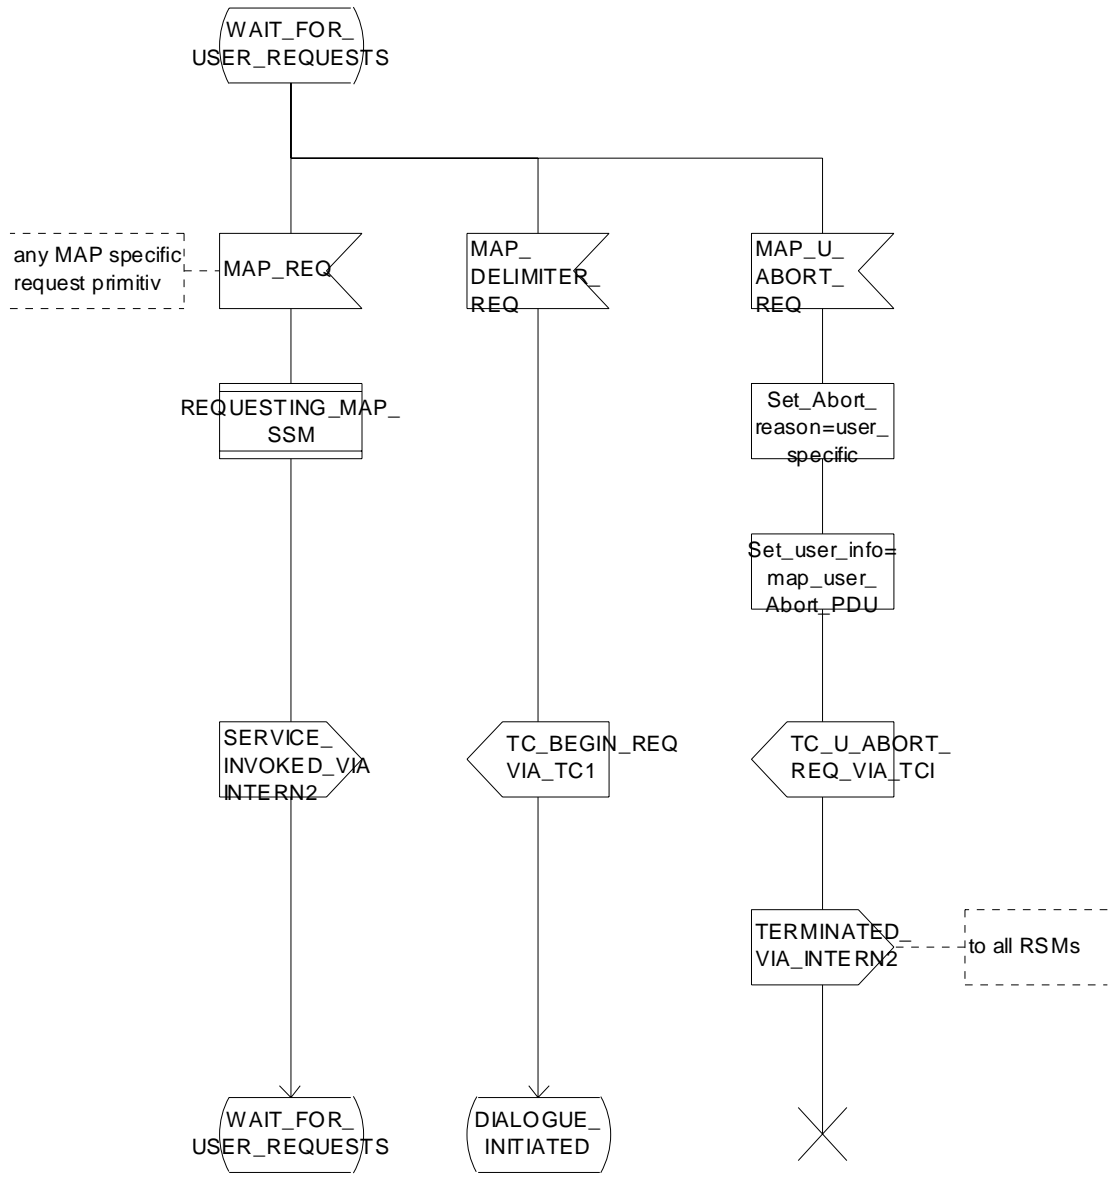 WAIT_FOR_
USER_REQUESTS
any MAP specific
request primitiv
MAP_REQ
MAP_
DELIMITER_
REQ
MAP_U_
ABORT_
REQ
REQUESTING_MAP_
SSM
Set_Abort_
reason=user_
specific
Set_user_info=
map_user_
Abort_PDU
SERVICE_
INVOKED_VIA
INTERN2
TC_BEGIN_REQ
VIA_TC1
TC_U_ABORT_
REQ_VIA_TCI
TERMINATED_
VIA_INTERN2
to all RSMs
WAIT_FOR_
USER_REQUESTS
DIALOGUE_
INITIATED